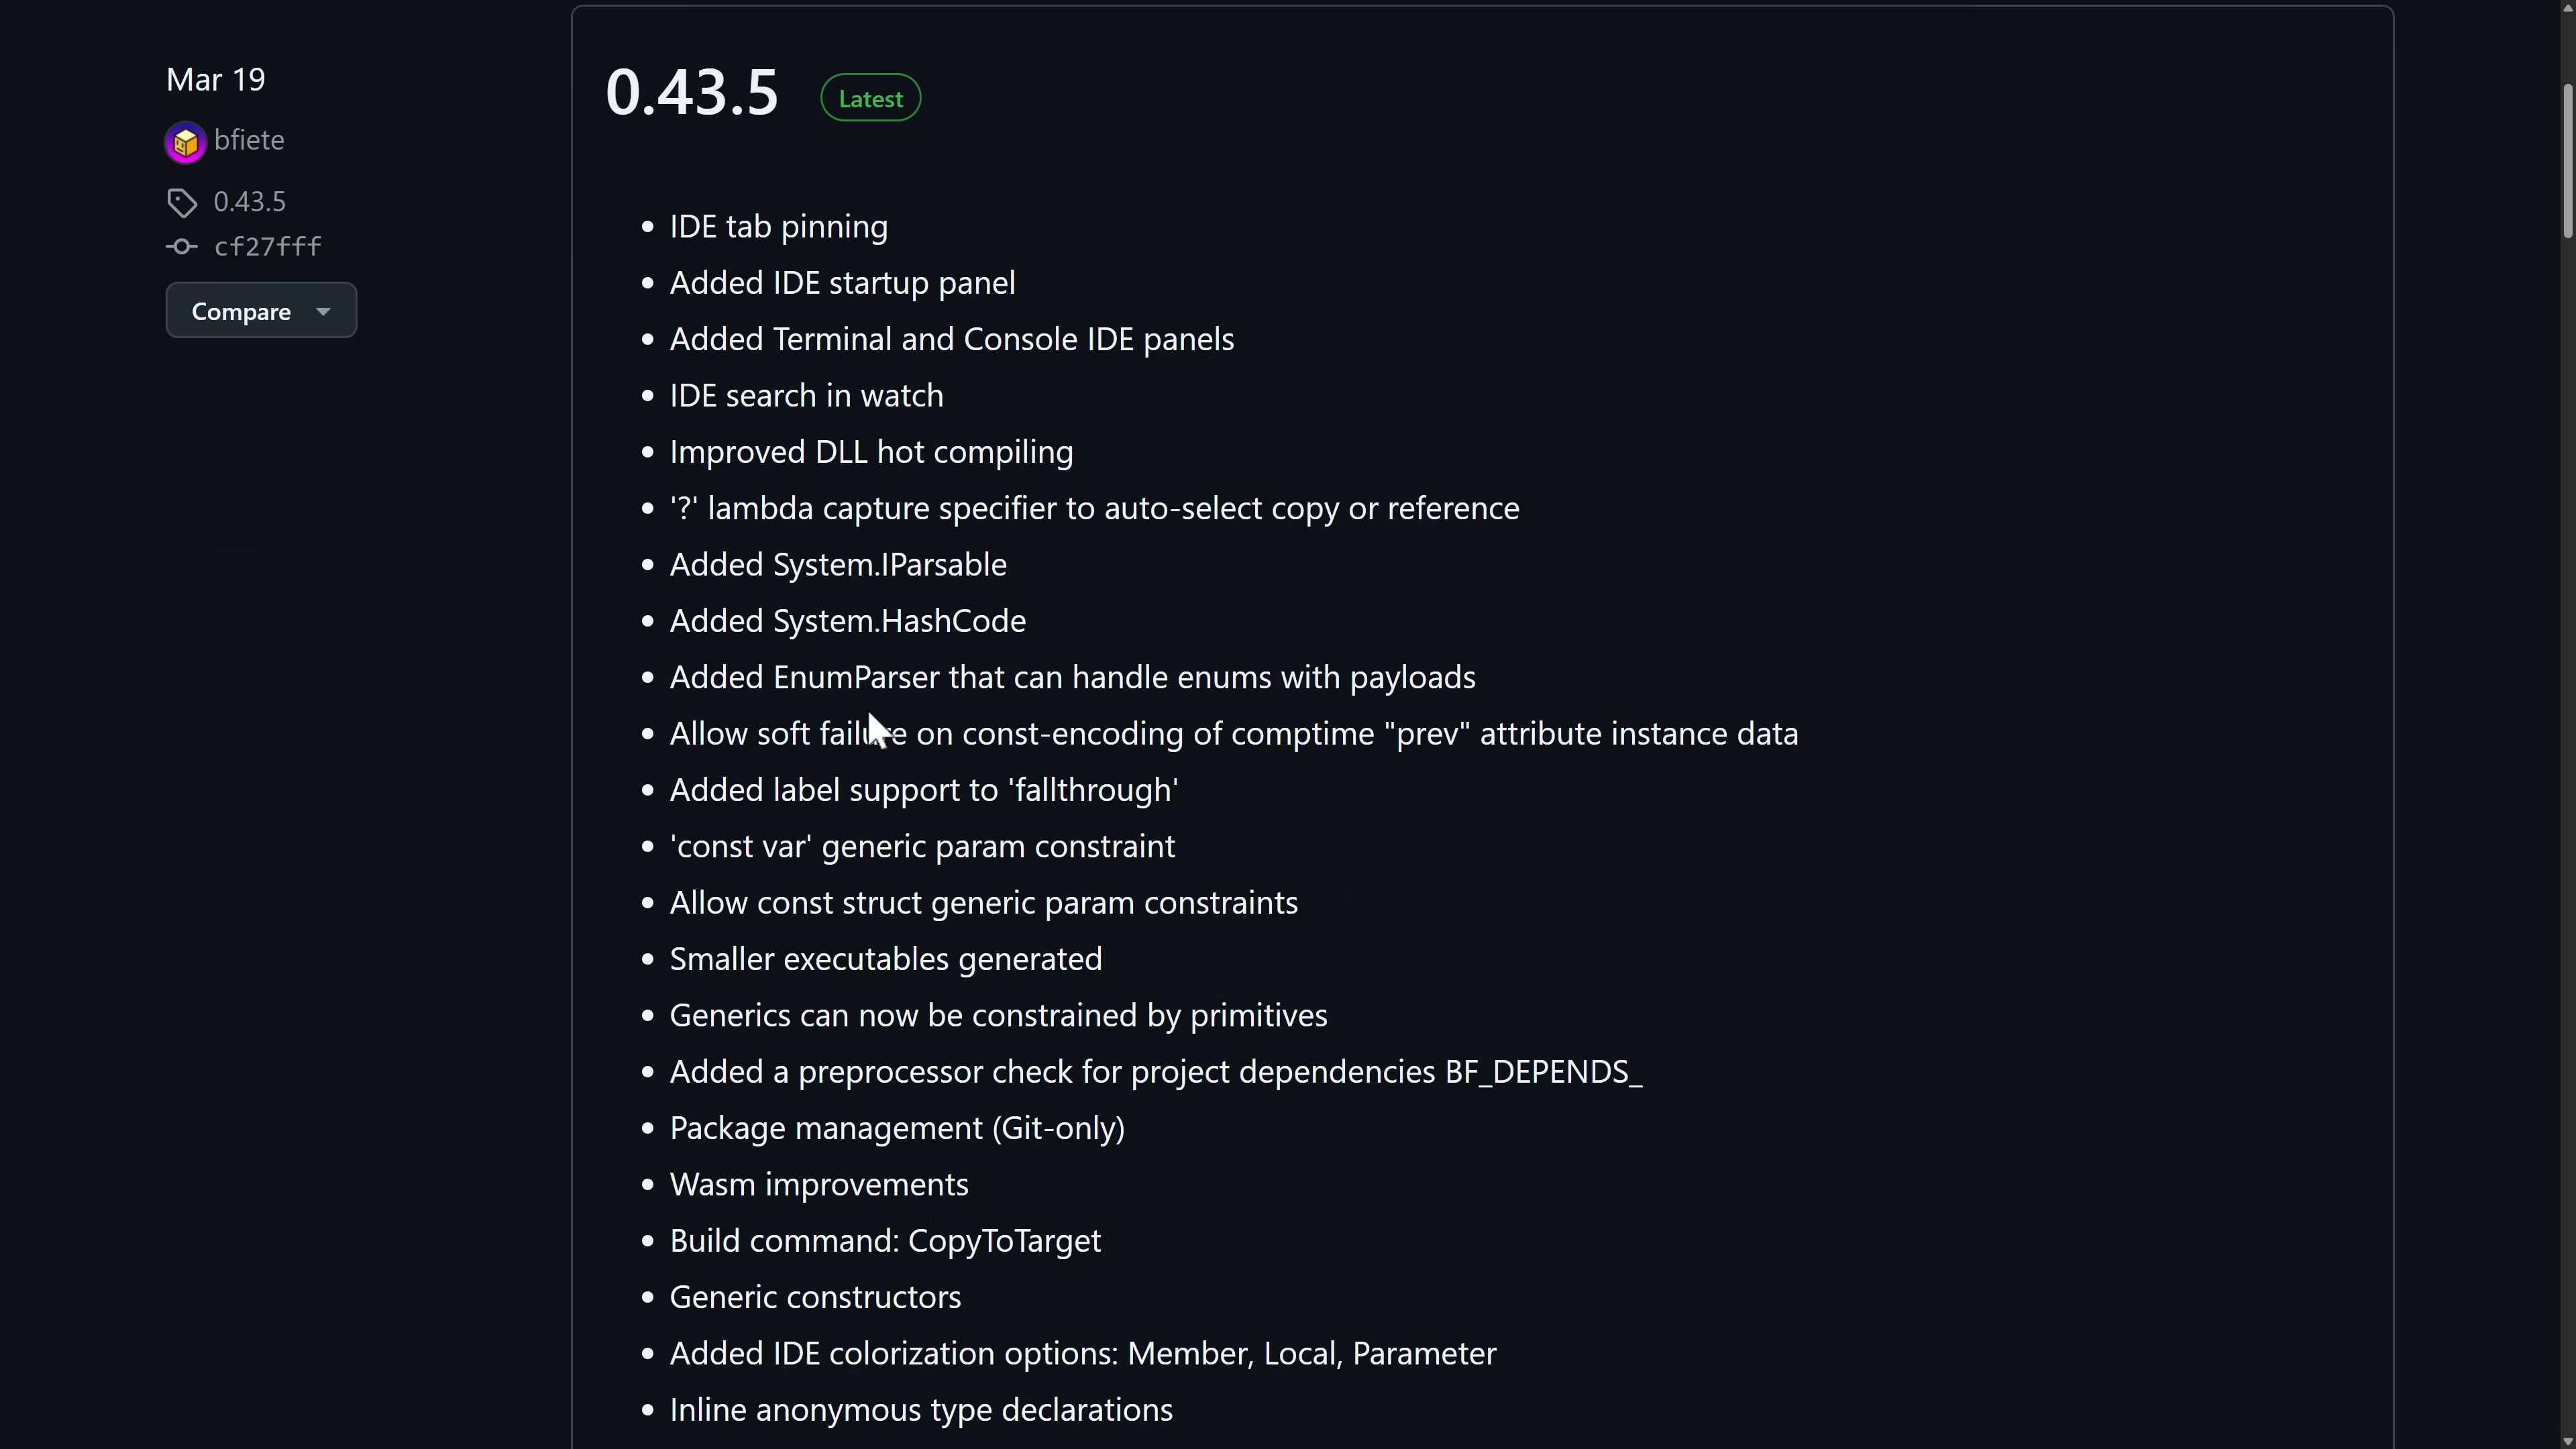 Mar 19
bfiete
0.43.5
cf27fff
Compare
0.43.5 Latest
IDE tab pinning
Added IDE startup panel
Added Terminal and Console IDE panels
IDE search in watch
Improved DLL hot compiling
'?' lambda capture specifier to auto-select copy or reference
Added System.IParsable
Added System.HashCode
Added EnumParser that can handle enums with payloads
Allow soft failure on const-encoding of comptime "prev" attribute instance data
Added label support to 'fallthrough'
'const var' generic param constraint
Allow const struct generic param constraints
Smaller executables generated
Generics can now be constrained by primitives
Added a preprocessor check for project dependencies BF_DEPENDS_
Package management (Git-only)
Wasm improvements
Build command: CopyToTarget
Generic constructors
Added IDE colorization options: Member, Local, Parameter
Inline anonymous type declarations